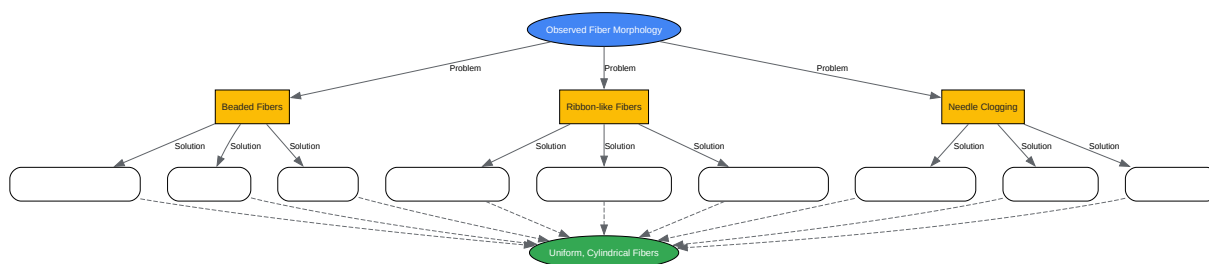 Observed Fiber Morphology
Problem
Problem
Problem
Beaded Fibers
Ribbon-like Fibers
Needle Clogging
Solution
Solution
Solution
Solution
Solution
Solution
Solution
Solution
Solution
Uniform, Cylindrical Fibers